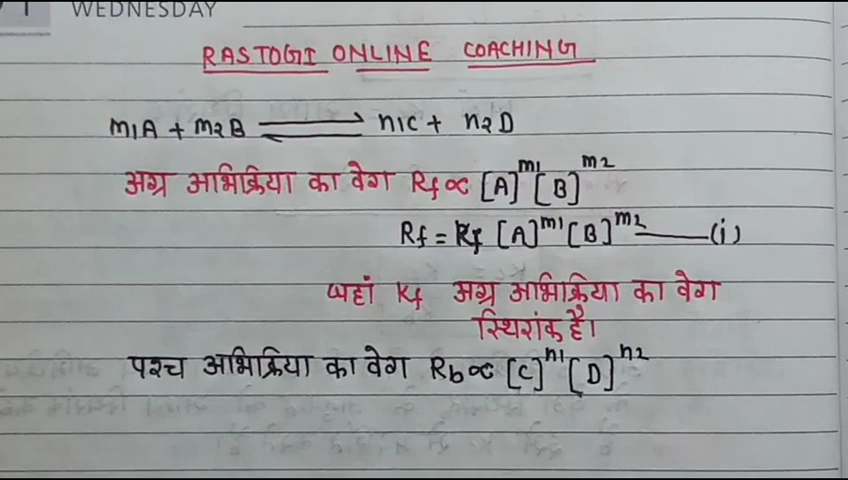 WEDNESDAY
RASTOGI ONLINE COACHING
m1A + m2B ⇌ n1C + n2D
अग्र अभिक्रिया का वेग Rf ∝ [A]^m1 [B]^m2
Rf = Kf [A]^m1 [B]^m2 —— (i)
जहां Kf अग्र अभिक्रिया का वेग
स्थिरांक है।
पश्च अभिक्रिया का वेग Rb ∝ [C]^n1 [D]^n2